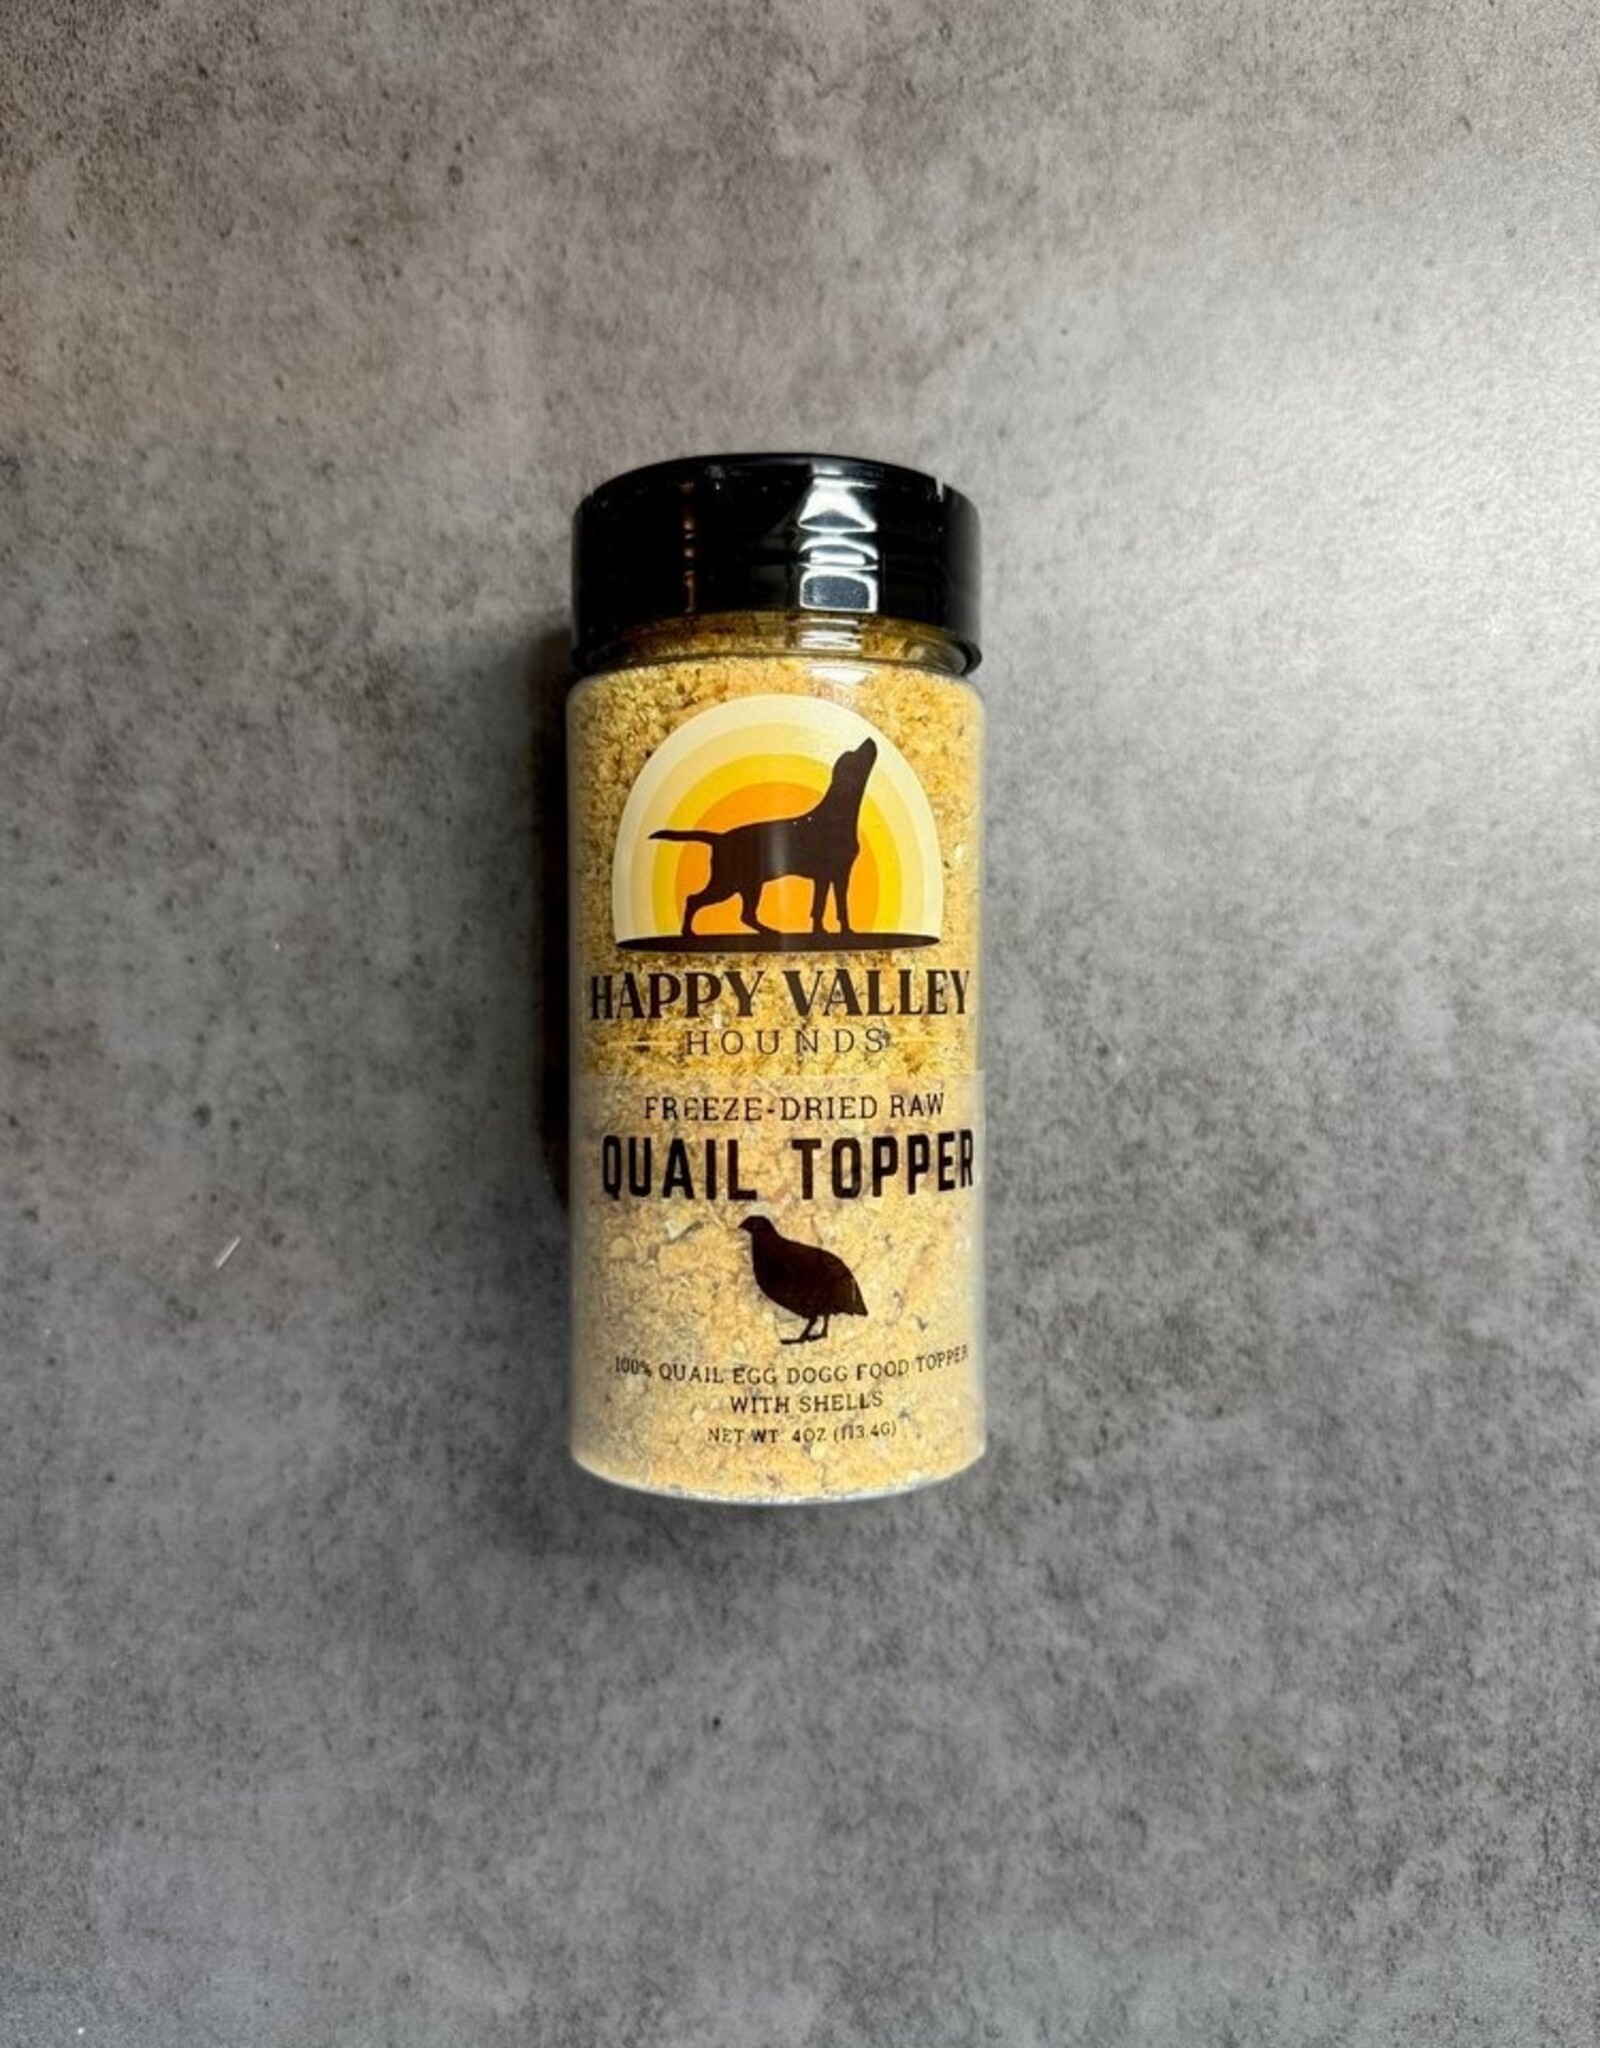 HAPPY VALLEY
HOUNDS
FREEZE-DRIED RAW
QUAIL TOPPER
100% QUAIL EGG DOGG FOOD TOPPER
WITH SHELLS
NET WT 4OZ (113.4G)